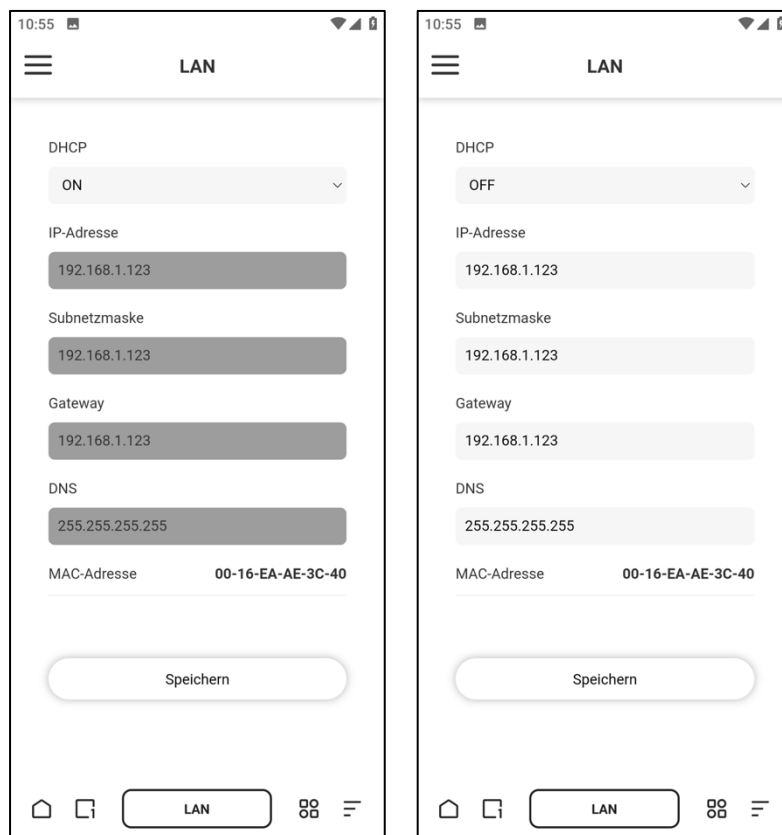 10:55
LAN
DHCP
ON
IP-Adresse
192.168.1.123
Subnetzmaske
192.168.1.123
Gateway
192.168.1.123
DNS
255.255.255.255
MAC-Adresse 00-16-EA-AE-3C-40
Speichern
LAN
10:55
LAN
DHCP
OFF
IP-Adresse
192.168.1.123
Subnetzmaske
192.168.1.123
Gateway
192.168.1.123
DNS
255.255.255.255
MAC-Adresse 00-16-EA-AE-3C-40
Speichern
LAN